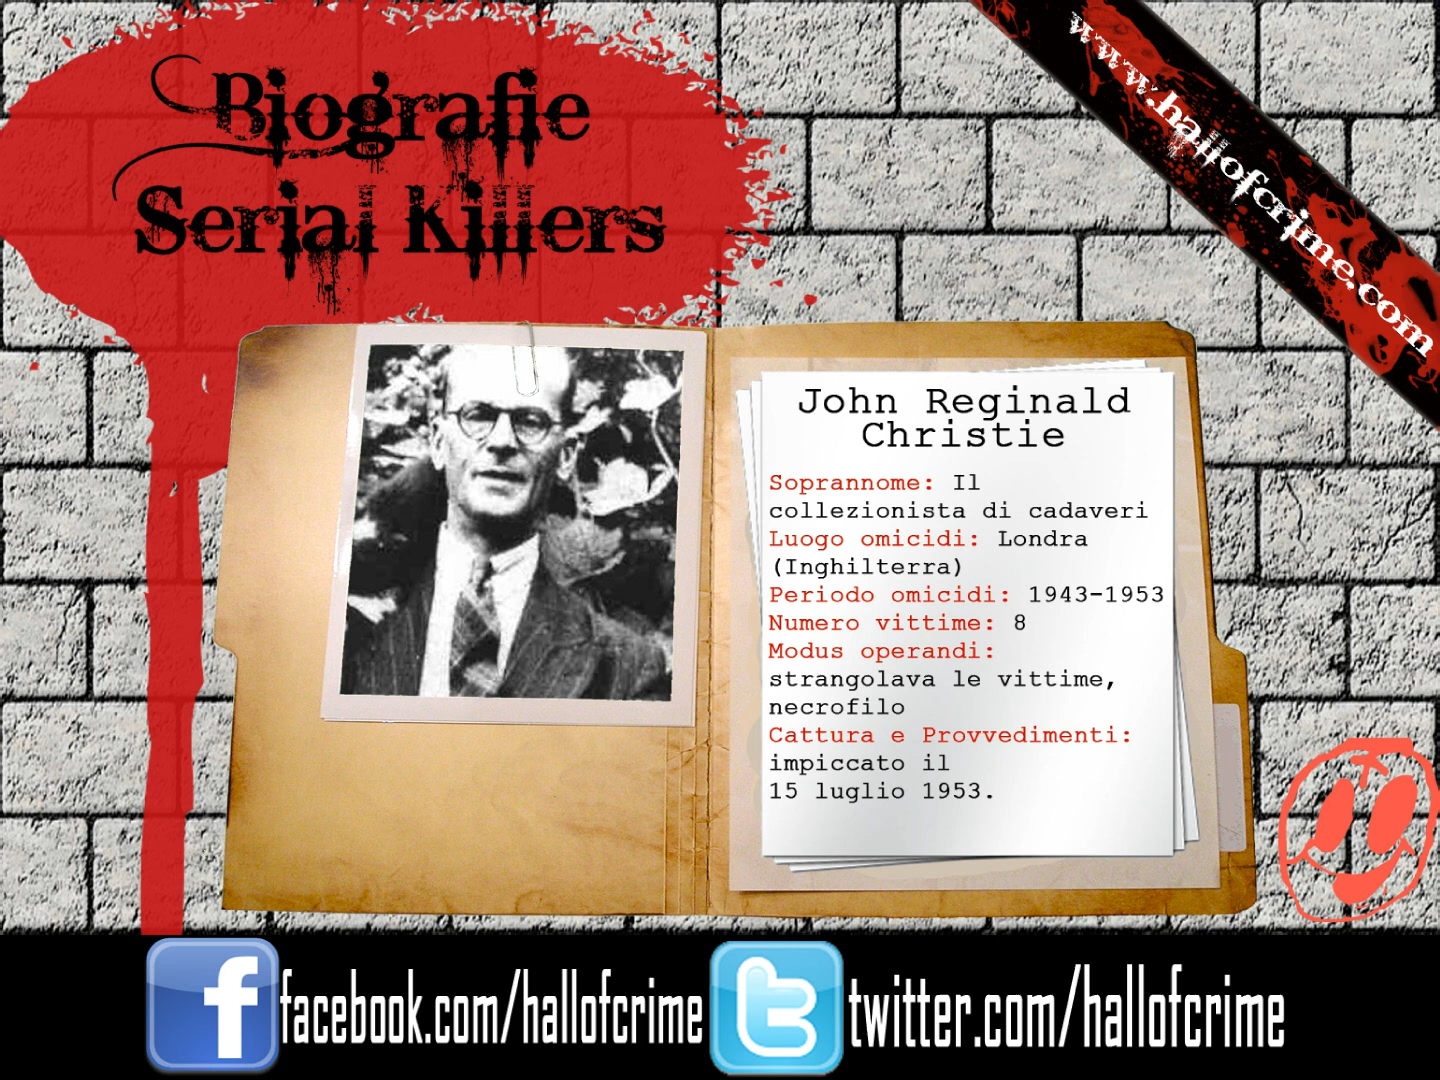 Biografie
Serial Killers
www.hallofcrime.com
John Reginald
Christie
Soprannome: Il
collezionista di cadaveri
Luogo omicidi: Londra
(Inghilterra)
Periodo omicidi: 1943-1953
Numero vittime: 8
Modus operandi:
strangolava le vittime,
necrofilo
Cattura e Provvedimenti:
impiccato il
15 luglio 1953.
facebook.com/hallofcrime
twitter.com/hallofcrime